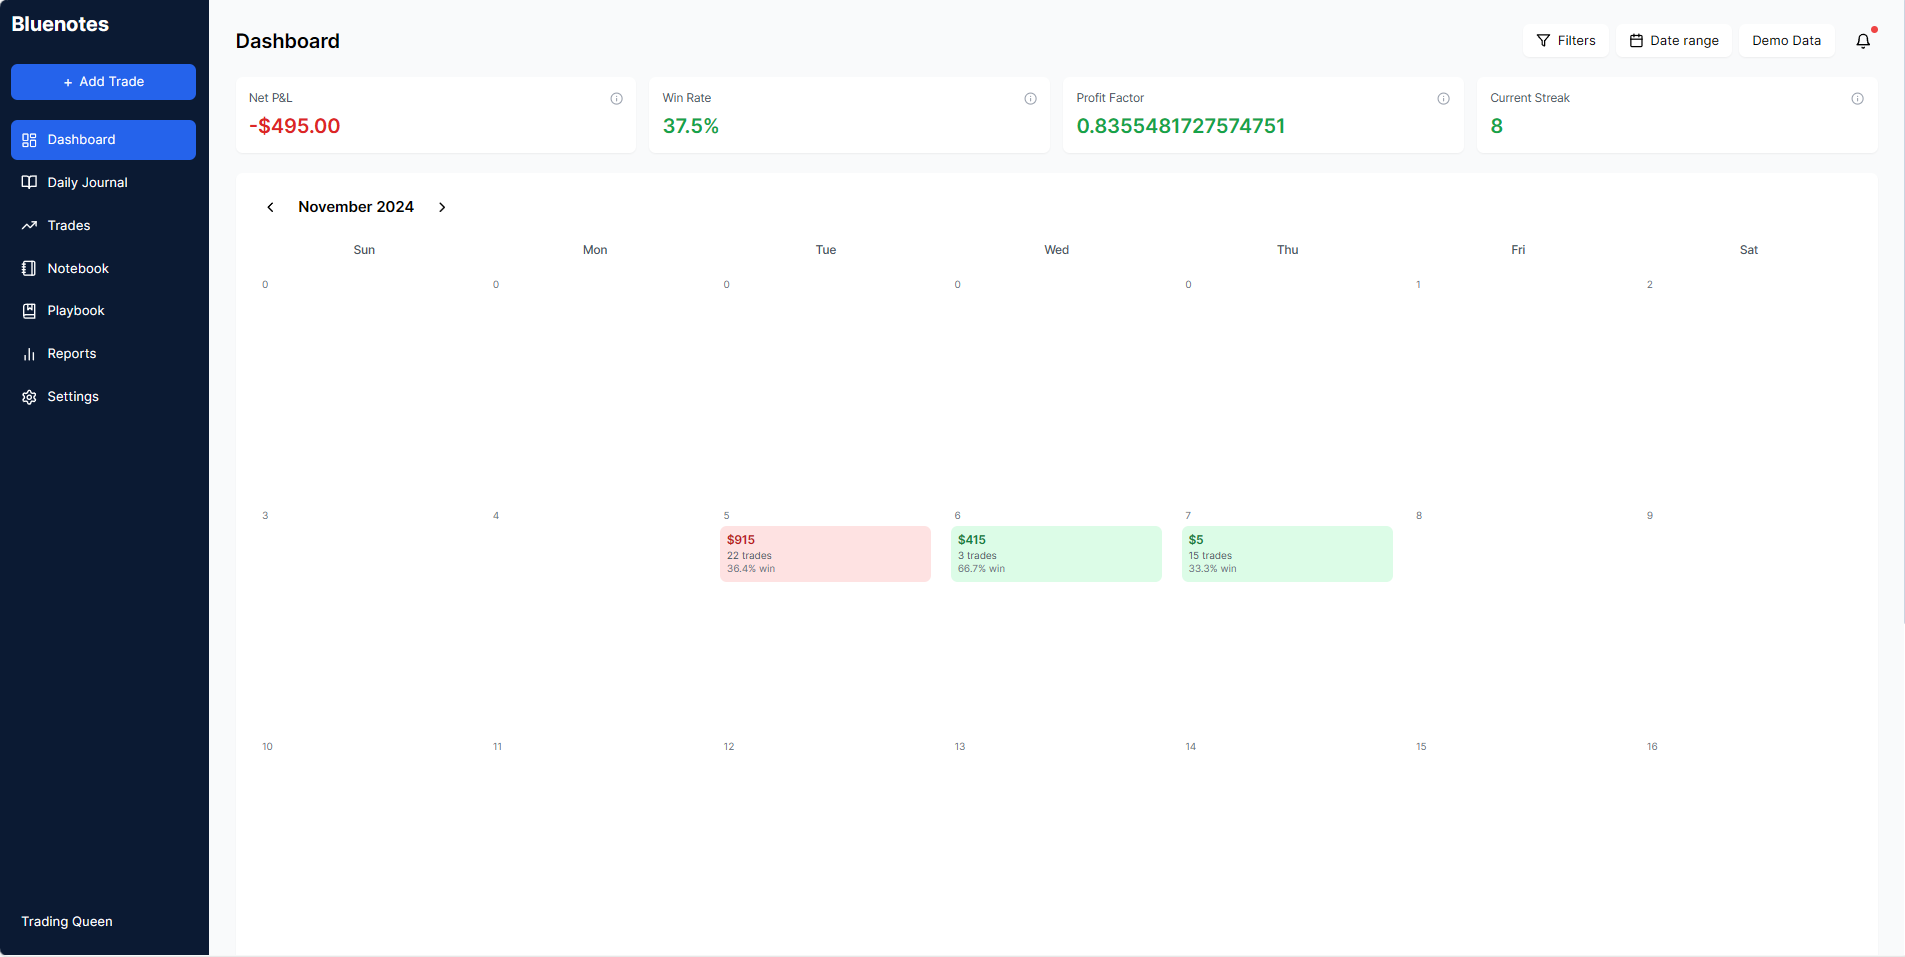 Bluenotes
+ Add Trade
Dashboard
Daily Journal
Trades
Notebook
Playbook
Reports
Settings
Trading Queen
Dashboard
Filters
Date range
Demo Data
Net P&L
-$495.00
Win Rate
37.5%
Profit Factor
0.8355481727574751
Current Streak
8
November 2024
Sun Mon Tue Wed Thu Fri Sat
0 0 0 0 0 1 2
3 4 5 6 7 8 9
$915
22 trades
36.4% win
$415
3 trades
66.7% win
$5
15 trades
33.3% win
10 11 12 13 14 15 16